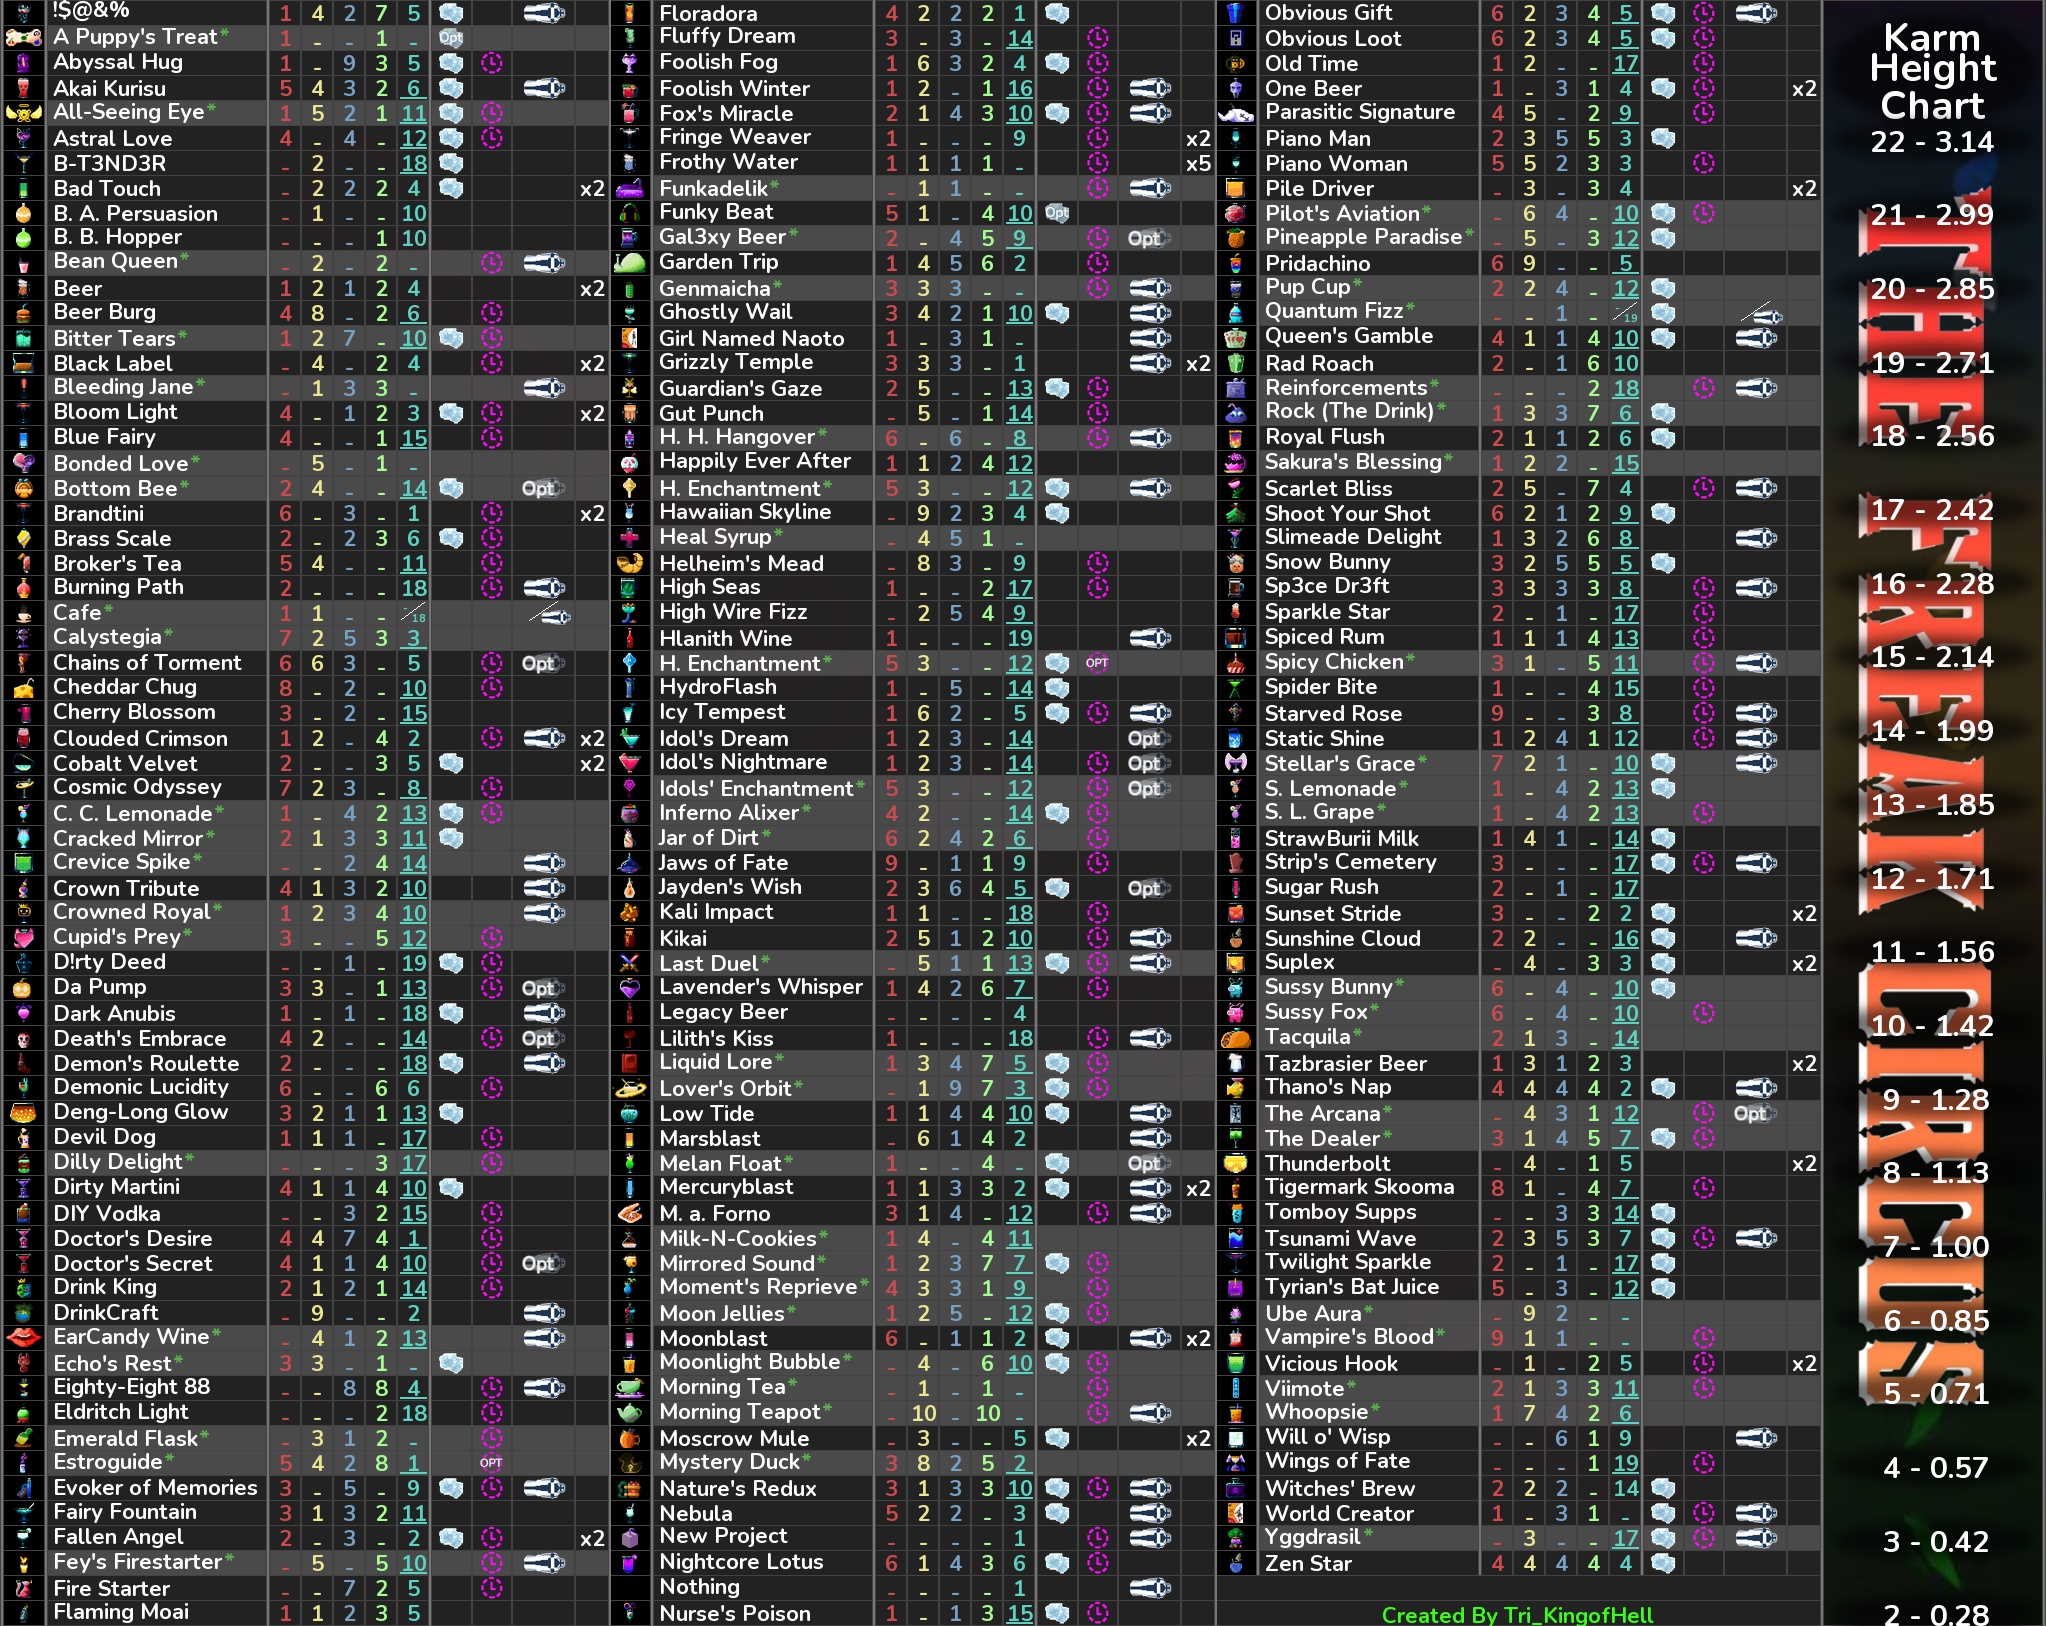 !$@&% 1 4 2 7 5
A Puppy's Treat* 1 - - 1 - Opt
Abyssal Hug 1 - 9 3 5
Akai Kurisu 5 4 3 2 6
All-Seeing Eye* 1 5 2 1 11
Astral Love 4 - 4 - 12
B-T3ND3R - 2 - - 18
Bad Touch - 2 2 2 4 x2
B. A. Persuasion - 1 - - 10
B. B. Hopper - - - 1 10
Bean Queen* - 2 - 2 -
Beer 1 2 1 2 4 x2
Beer Burg 4 8 - 2 6
Bitter Tears* 1 2 7 - 10
Black Label - 4 - 2 4 x2
Bleeding Jane* - 1 3 3 -
Bloom Light 4 - 1 2 3 x2
Blue Fairy 4 - - 1 15
Bonded Love* - 5 - 1 -
Bottom Bee* 2 4 - - 14 Opt
Brandtini 6 - 3 - 1 x2
Brass Scale 2 - 2 3 6
Broker's Tea 5 4 - - 11
Burning Path 2 - - - 18
Cafe* 1 1 - - -/18
Calystegia* 7 2 5 3 3
Chains of Torment 6 6 3 - 5 Opt
Cheddar Chug 8 - 2 - 10
Cherry Blossom 3 - 2 - 15
Clouded Crimson 1 2 - 4 2 x2
Cobalt Velvet 2 - - 3 5 x2
Cosmic Odyssey 7 2 3 - 8
C. C. Lemonade* 1 - 4 2 13
Cracked Mirror* 2 1 3 3 11
Crevice Spike* - - 2 4 14
Crown Tribute 4 1 3 2 10
Crowned Royal* 1 2 3 4 10
Cupid's Prey* 3 - - 5 12
D!rty Deed - - 1 - 19
Da Pump 3 3 - 1 13 Opt
Dark Anubis 1 - 1 - 18
Death's Embrace 4 2 - - 14 Opt
Demon's Roulette 2 - - - 18
Demonic Lucidity 6 - - 6 6
Deng-Long Glow 3 2 1 1 13
Devil Dog 1 1 1 - 17
Dilly Delight* - - - 3 17
Dirty Martini 4 1 1 4 10
DIY Vodka - - 3 2 15
Doctor's Desire 4 4 7 4 1
Doctor's Secret 4 1 1 4 10 Opt
Drink King 2 1 2 1 14
DrinkCraft - 9 - - 2
EarCandy Wine* - 4 1 2 13
Echo's Rest* 3 3 - 1 -
Eighty-Eight 88 - - 8 8 4
Eldritch Light - - - 2 18
Emerald Flask* - 3 1 2 -
Estroguide* 5 4 2 8 1 OPT
Evoker of Memories 3 - 5 - 9
Fairy Fountain 3 1 3 2 11
Fallen Angel 2 - 3 - 2 x2
Fey's Firestarter* - 5 - 5 10
Fire Starter - - 7 2 5
Flaming Moai 1 1 2 3 5
Floradora 4 2 2 2 1
Fluffy Dream 3 - 3 - 14
Foolish Fog 1 6 3 2 4
Foolish Winter 1 2 - 1 16
Fox's Miracle 2 1 4 3 10
Fringe Weaver 1 - - - 9 x2
Frothy Water 1 1 1 1 - x5
Funkadelik* - 1 1 - -
Funky Beat 5 1 - 4 10 Opt
Gal3xy Beer* 2 - 4 5 9 Opt
Garden Trip 1 4 5 6 2
Genmaicha* 3 3 3 - -
Ghostly Wail 3 4 2 1 10
Girl Named Naoto 1 - 3 1 -
Grizzly Temple 3 3 3 - 1 x2
Guardian's Gaze 2 5 - - 13
Gut Punch - 5 - 1 14
H. H. Hangover* 6 - 6 - 8
Happily Ever After 1 1 2 4 12
H. Enchantment* 5 3 - - 12
Hawaiian Skyline - 9 2 3 4
Heal Syrup* - 4 5 1 -
Helheim's Mead - 8 3 - 9
High Seas 1 - - 2 17
High Wire Fizz - 2 5 4 9
Hlanith Wine 1 - - - 19
H. Enchantment* 5 3 - - 12 OPT
HydroFlash 1 - 5 - 14
Icy Tempest 1 6 2 - 5
Idol's Dream 1 2 3 - 14 Opt
Idol's Nightmare 1 2 3 - 14 Opt
Idols' Enchantment* 5 3 - - 12 Opt
Inferno Alixer* 4 2 - - 14
Jar of Dirt* 6 2 4 2 6
Jaws of Fate 9 - 1 1 9
Jayden's Wish 2 3 6 4 5 Opt
Kali Impact 1 1 - - 18
Kikai 2 5 1 2 10
Last Duel* - 5 1 1 13
Lavender's Whisper 1 4 2 6 7
Legacy Beer - - - - 4
Lilith's Kiss 1 - - - 18
Liquid Lore* 1 3 4 7 5
Lover's Orbit* - 1 9 7 3
Low Tide 1 1 4 4 10
Marsblast - 6 1 4 2
Melan Float* 1 - - 4 - Opt
Mercuryblast 1 1 3 3 2 x2
M. a. Forno 3 1 4 - 12
Milk-N-Cookies* 1 4 - 4 11
Mirrored Sound* 1 2 3 7 7
Moment's Reprieve* 4 3 3 1 9
Moon Jellies* 1 2 5 - 12
Moonblast 6 - 1 1 2 x2
Moonlight Bubble* - 4 - 6 10
Morning Tea* - 1 - 1 -
Morning Teapot* - 10 - 10 -
Moscrow Mule - 3 - - 5 x2
Mystery Duck* 3 8 2 5 2
Nature's Redux 3 1 3 3 10
Nebula 5 2 2 - 3
New Project - - - - 1
Nightcore Lotus 6 1 4 3 6
Nothing - - - - 1
Nurse's Poison 1 - 1 3 15
Obvious Gift 6 2 3 4 5
Obvious Loot 6 2 3 4 5
Old Time 1 2 - - 17
One Beer 1 - 3 1 4 x2
Parasitic Signature 4 5 - 2 9
Piano Man 2 3 5 5 3
Piano Woman 5 5 2 3 3
Pile Driver - 3 - 3 4 x2
Pilot's Aviation* - 6 4 - 10
Pineapple Paradise* - 5 - 3 12
Pridachino 6 9 - - 5
Pup Cup* 2 2 4 - 12
Quantum Fizz* - - 1 - -/19
Queen's Gamble 4 1 1 4 10
Rad Roach 2 - 1 6 10
Reinforcements* - - - 2 18
Rock (The Drink)* 1 3 3 7 6
Royal Flush 2 1 1 2 6
Sakura's Blessing* 1 2 2 - 15
Scarlet Bliss 2 5 - 7 4
Shoot Your Shot 6 2 1 2 9
Slimeade Delight 1 3 2 6 8
Snow Bunny 3 2 5 5 5
Sp3ce Dr3ft 3 3 3 3 8
Sparkle Star 2 - 1 - 17
Spiced Rum 1 1 1 4 13
Spicy Chicken* 3 1 - 5 11
Spider Bite 1 - - 4 15
Starved Rose 9 - - 3 8
Static Shine 1 2 4 1 12
Stellar's Grace* 7 2 1 - 10
S. Lemonade* 1 - 4 2 13
S. L. Grape* 1 - 4 2 13
StrawBurii Milk 1 4 1 - 14
Strip's Cemetery 3 - - - 17
Sugar Rush 2 - 1 - 17
Sunset Stride 3 - - 2 2 x2
Sunshine Cloud 2 2 - - 16
Suplex - 4 - 3 3 x2
Sussy Bunny* 6 - 4 - 10
Sussy Fox* 6 - 4 - 10
Tacquila* 2 1 3 - 14
Tazbrasier Beer 1 3 1 2 3 x2
Thano's Nap 4 4 4 4 2
The Arcana* - 4 3 1 12 Opt
The Dealer* 3 1 4 5 7
Thunderbolt - 4 - 1 5 x2
Tigermark Skooma 8 1 - 4 7
Tomboy Supps - - 3 3 14
Tsunami Wave 2 3 5 3 7
Twilight Sparkle 2 - 1 - 17
Tyrian's Bat Juice 5 - 3 - 12
Ube Aura* - 9 2 - -
Vampire's Blood* 9 1 1 - -
Vicious Hook - 1 - 2 5 x2
Viimote* 2 1 3 3 11
Whoopsie* 1 7 4 2 6
Will o' Wisp - - 6 1 9
Wings of Fate - - - 1 19
Witches' Brew 2 2 2 - 14
World Creator 1 - 3 1 -
Yggdrasil* - 3 - - 17
Zen Star 4 4 4 4 4
Created By Tri_KingofHell
Karm
Height
Chart
22 - 3.14
21 - 2.99
20 - 2.85
19 - 2.71
18 - 2.56
17 - 2.42
16 - 2.28
15 - 2.14
14 - 1.99
13 - 1.85
12 - 1.71
11 - 1.56
10 - 1.42
9 - 1.28
8 - 1.13
7 - 1.00
6 - 0.85
5 - 0.71
4 - 0.57
3 - 0.42
2 - 0.28
THE FREAK CIRCUS